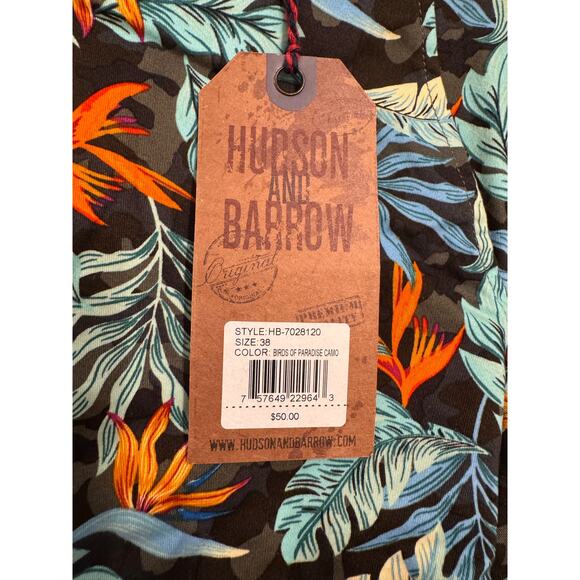 HUDSON
AND
BARROW
Original
PREMIUM
STYLE:HB-7028120
SIZE:38
COLOR: BIRDS OF PARADISE CAMO
7 57649 22964 3
$50.00
WWW.HUDSONANDBARROW.COM